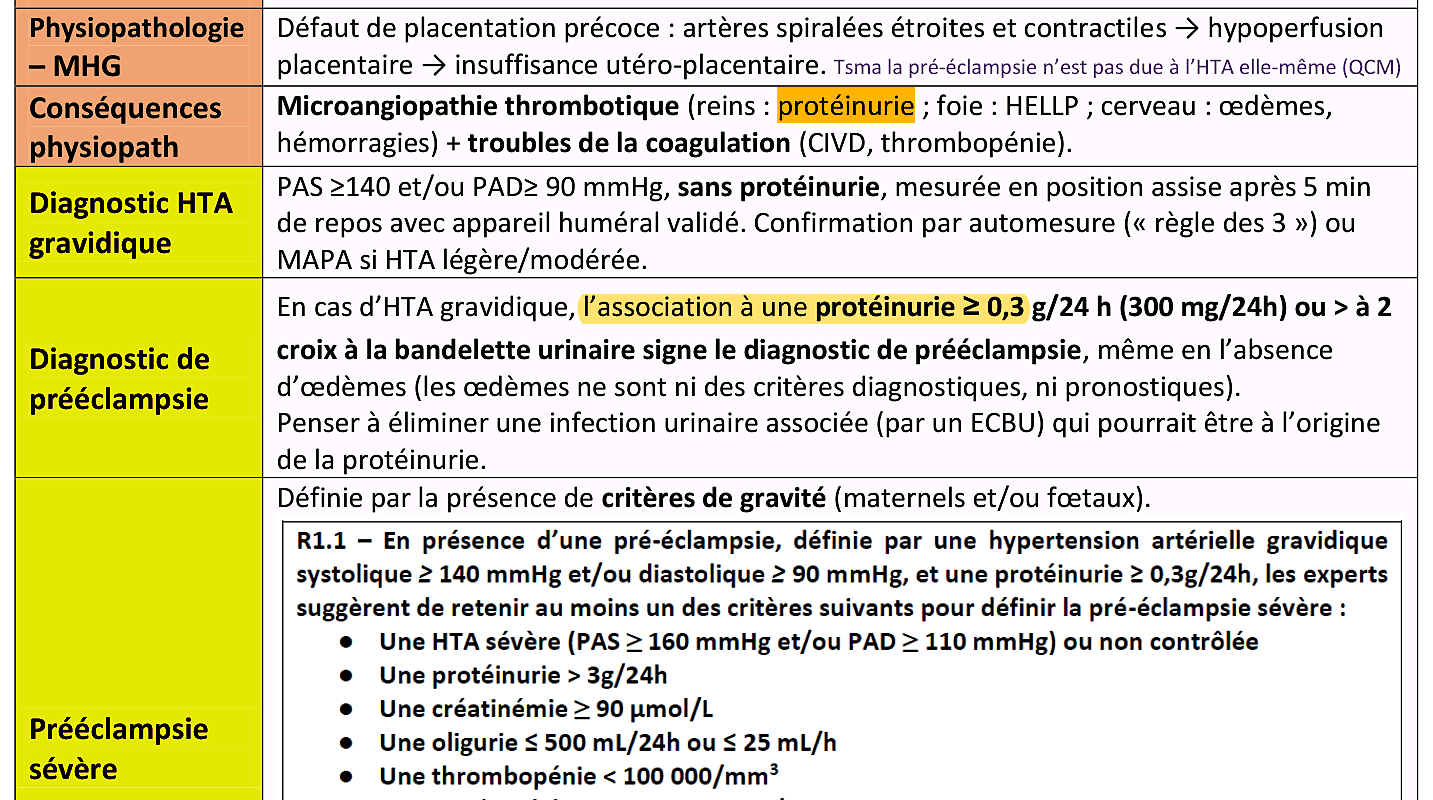 Physiopathologie
– MHG
Défaut de placentation précoce : artères spiralées étroites et contractiles → hypoperfusion
placentaire → insuffisance utéro-placentaire. Tsma la pré-éclampsie n’est pas due à l’HTA elle-même (QCM)
Conséquences
physiopath
Microangiopathie thrombotique (reins : protéinurie ; foie : HELLP ; cerveau : œdèmes,
hémorragies) + troubles de la coagulation (CIVD, thrombopénie).
Diagnostic HTA
gravidique
PAS ≥140 et/ou PAD≥ 90 mmHg, sans protéinurie, mesurée en position assise après 5 min
de repos avec appareil huméral validé. Confirmation par automesure (« règle des 3 ») ou
MAPA si HTA légère/modérée.
Diagnostic de
prééclampsie
En cas d’HTA gravidique, l’association à une protéinurie ≥ 0,3 g/24 h (300 mg/24h) ou > à 2
croix à la bandelette urinaire signe le diagnostic de prééclampsie, même en l’absence
d’œdèmes (les œdèmes ne sont ni des critères diagnostiques, ni pronostiques).
Penser à éliminer une infection urinaire associée (par un ECBU) qui pourrait être à l’origine
de la protéinurie.
Prééclampsie
sévère
Définie par la présence de critères de gravité (maternels et/ou fœtaux).
R1.1 – En présence d’une pré-éclampsie, définie par une hypertension artérielle gravidique
systolique ≥ 140 mmHg et/ou diastolique ≥ 90 mmHg, et une protéinurie ≥ 0,3g/24h, les experts
suggèrent de retenir au moins un des critères suivants pour définir la pré-éclampsie sévère :
● Une HTA sévère (PAS ≥ 160 mmHg et/ou PAD ≥ 110 mmHg) ou non contrôlée
● Une protéinurie > 3g/24h
● Une créatinémie ≥ 90 µmol/L
● Une oligurie ≤ 500 mL/24h ou ≤ 25 mL/h
● Une thrombopénie < 100 000/mm³